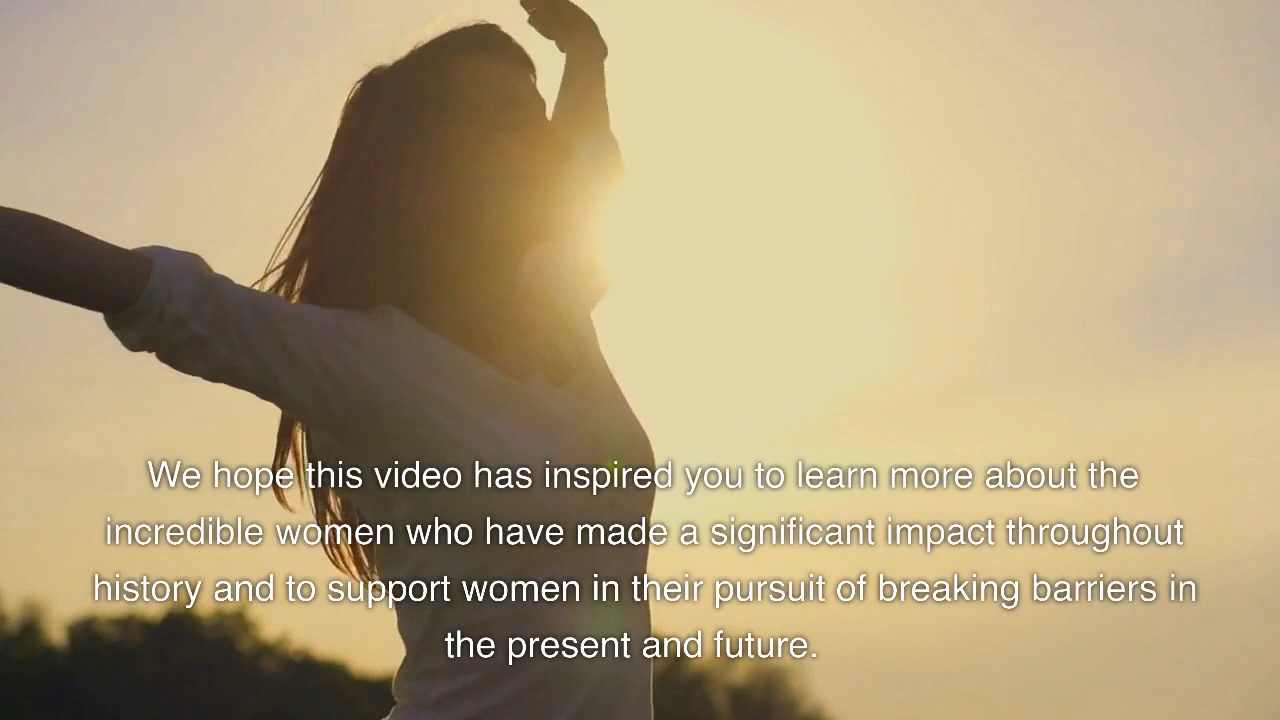 We hope this video has inspired you to learn more about the
incredible women who have made a significant impact throughout
history and to support women in their pursuit of breaking barriers in
the present and future.